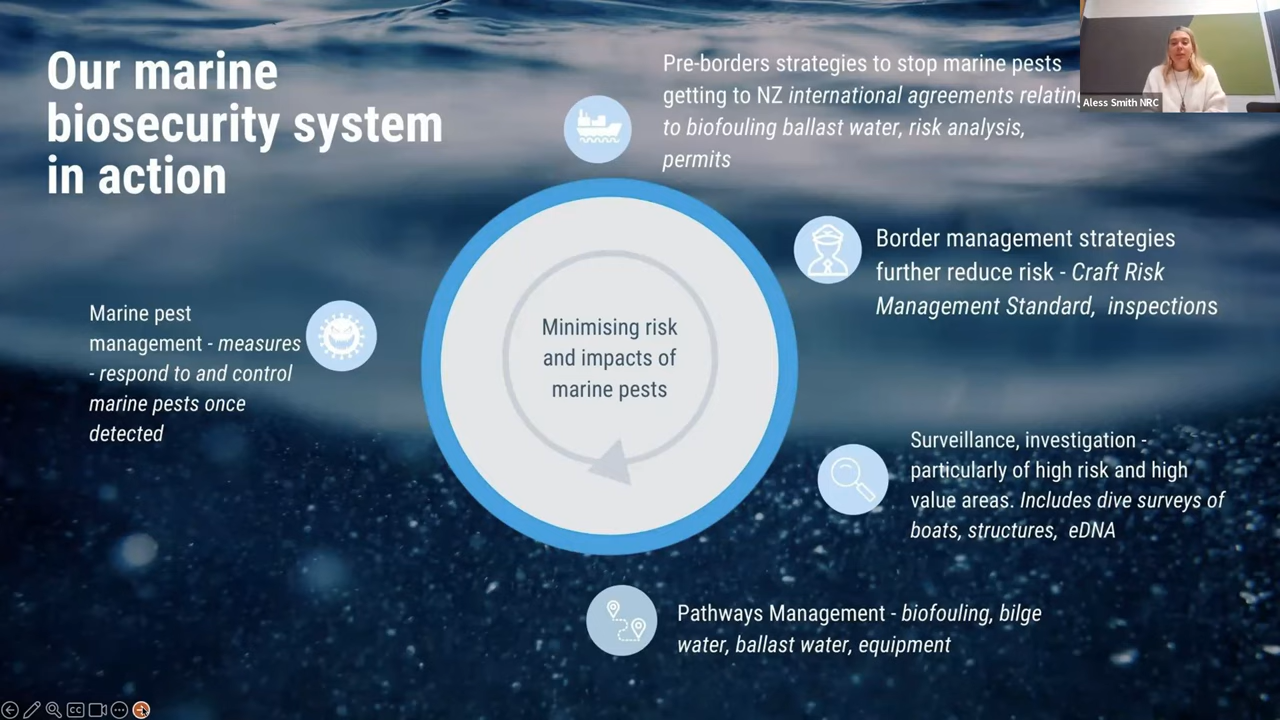 Our marine
biosecurity system
in action
Pre-borders strategies to stop marine pests
getting to NZ international agreements relating
to biofouling ballast water, risk analysis,
permits
Aless Smith NRC
Border management strategies
further reduce risk - Craft Risk
Management Standard, inspections
Marine pest
management - measures
- respond to and control
marine pests once
detected
Minimising risk
and impacts of
marine pests
Surveillance, investigation -
particularly of high risk and high
value areas. Includes dive surveys of
boats, structures, eDNA
Pathways Management - biofouling, bilge
water, ballast water, equipment
CC